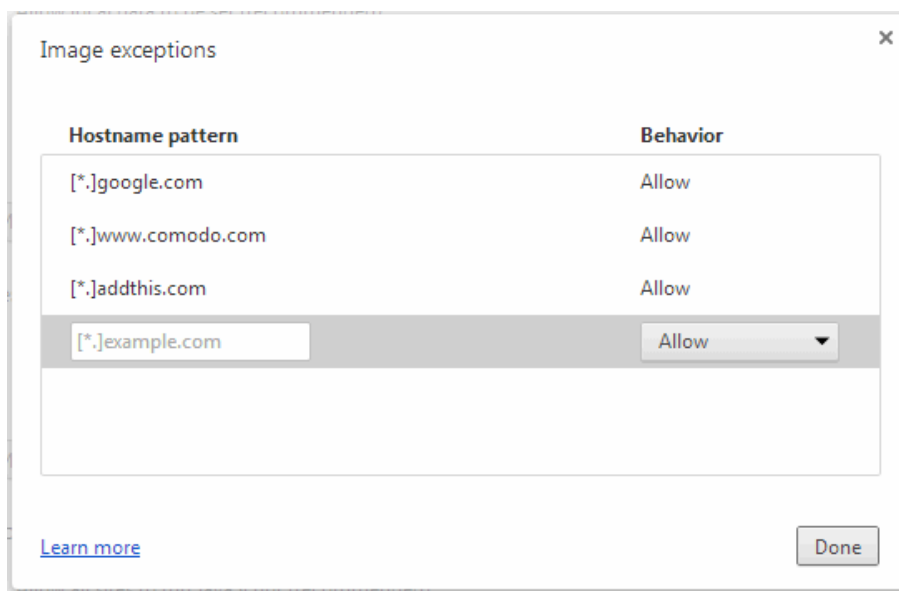 Image exceptions
Hostname pattern Behavior
[*.]google.com Allow
[*.]www.comodo.com Allow
[*.]addthis.com Allow
[*.]example.com Allow
Learn more Done